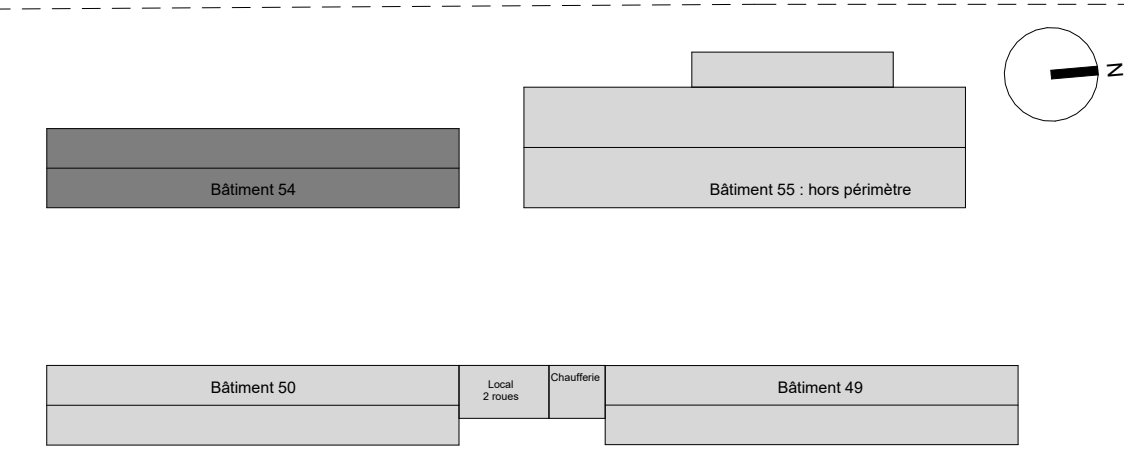 N
Bâtiment 54
Bâtiment 55 : hors périmètre
Bâtiment 50
Local
2 roues
Chaufferie
Bâtiment 49